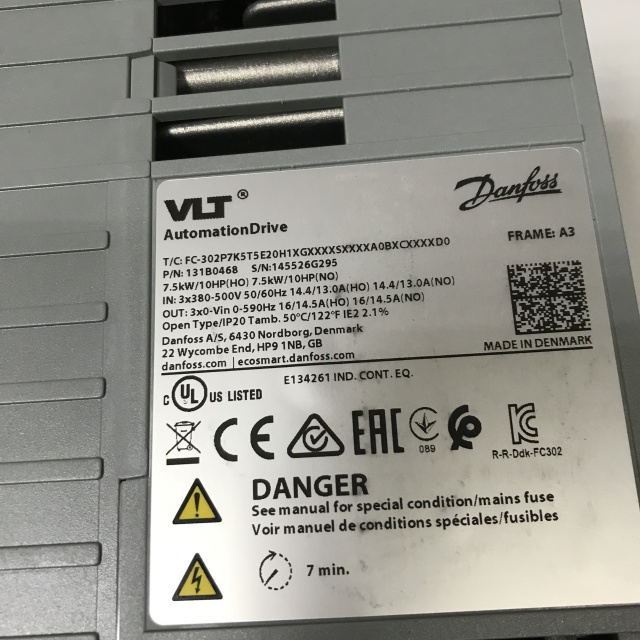 VLT®
Danfoss
AutomationDrive
T/C: FC-302P7K5T5E20H1XGXXXXSXXXXA0BXCXXXXD0
FRAME: A3
P/N: 131B0468 S/N:145526G295
7.5kW/10HP(HO) 7.5kW/10HP(NO)
IN: 3x380-500V 50/60Hz 14.4/13.0A(HO) 14.4/13.0A(NO)
OUT: 3x0-Vin 0-590Hz 16/14.5A(HO) 16/14.5A(NO)
Open Type/IP20 Tamb. 50°C/122°F IE2 2.1%
Danfoss A/S, 6430 Nordborg, Denmark
22 Wycombe End, HP9 1NB, GB
MADE IN DENMARK
danfoss.com | ecosmart.danfoss.com
E134261 IND. CONT. EQ.
C UL US LISTED
CE EAC
089
R-R-Ddk-FC302
DANGER
See manual for special condition/mains fuse
Voir manuel de conditions spéciales/fusibles
7 min.